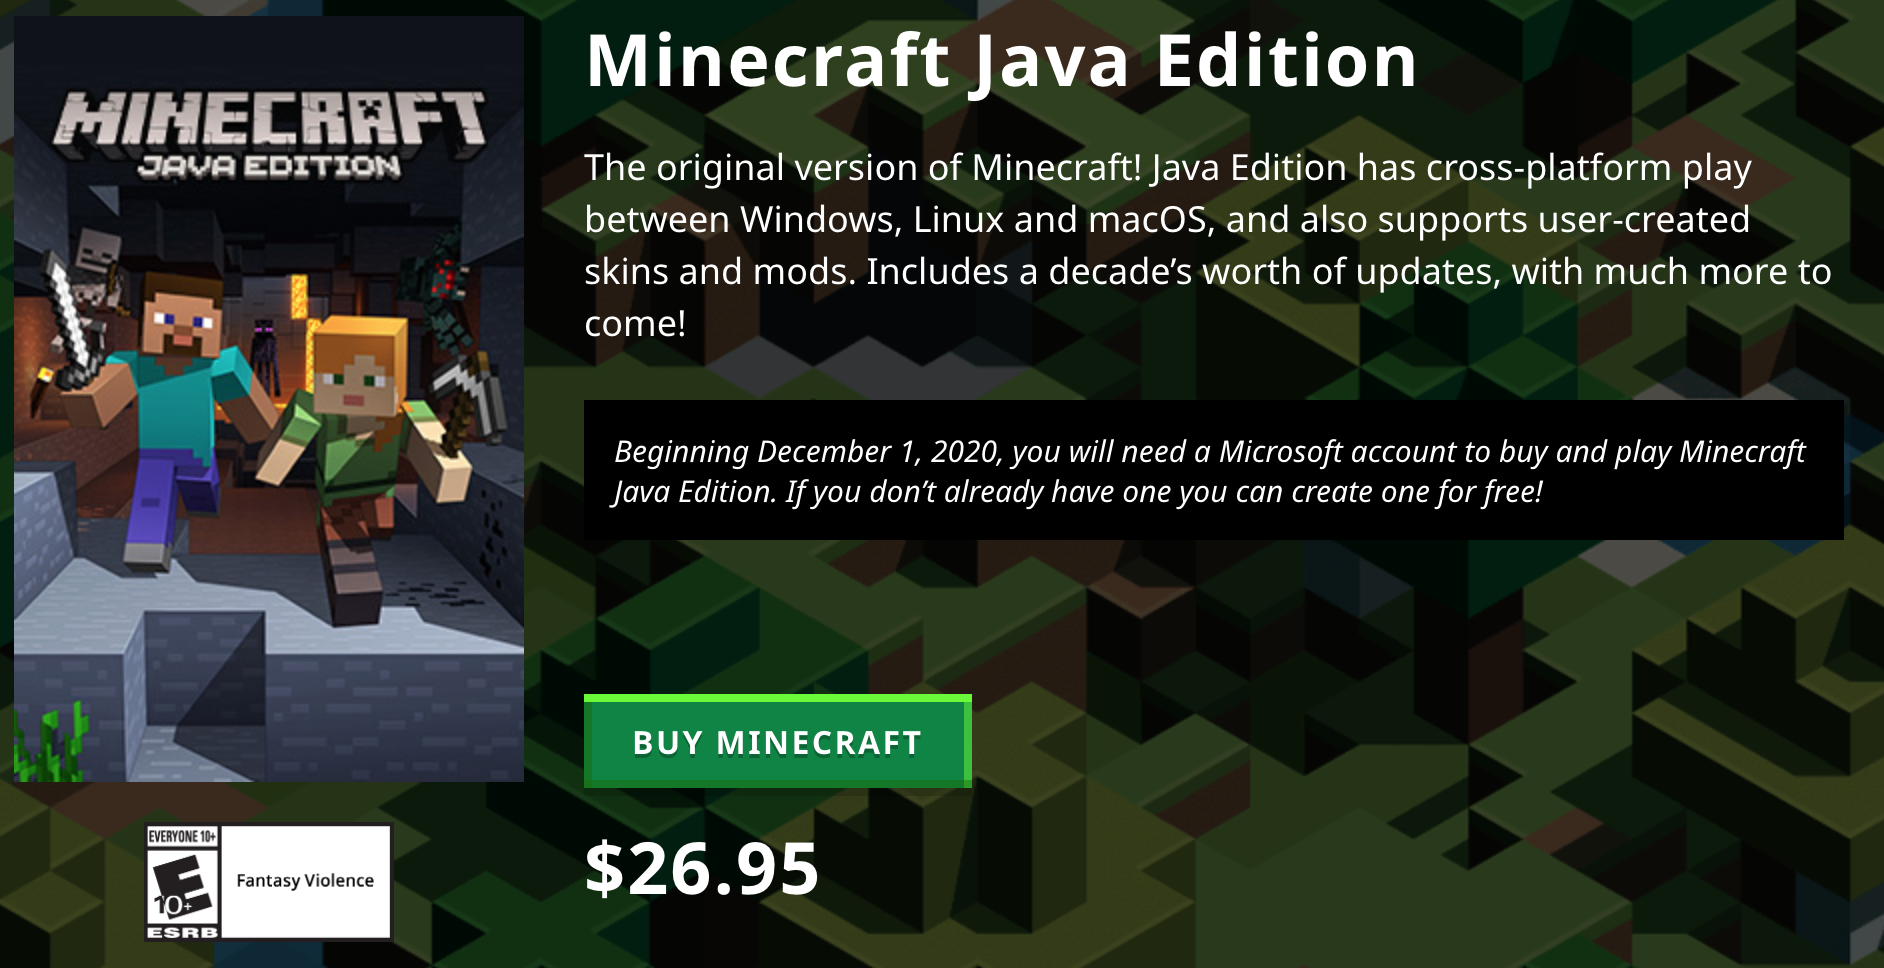 MINECRAFT
JAVA EDITION
Minecraft Java Edition
The original version of Minecraft! Java Edition has cross-platform play
between Windows, Linux and macOS, and also supports user-created
skins and mods. Includes a decade’s worth of updates, with much more to
come!
Beginning December 1, 2020, you will need a Microsoft account to buy and play Minecraft
Java Edition. If you don’t already have one you can create one for free!
BUY MINECRAFT
$26.95
EVERYONE 10+
E
10+
ESRB
Fantasy Violence